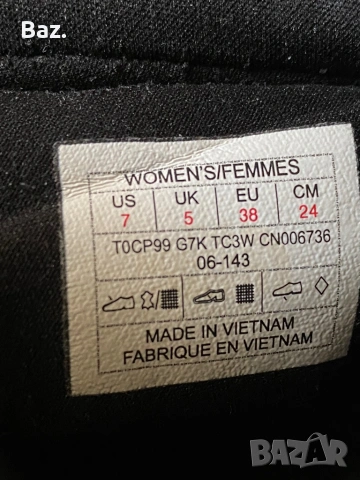 Baz.
WOMEN'S/FEMMES
US UK EU CM
7 5 38 24
T0CP99 G7K TC3W CN006736
06-143
MADE IN VIETNAM
FABRIQUE EN VIETNAM
BAZAR